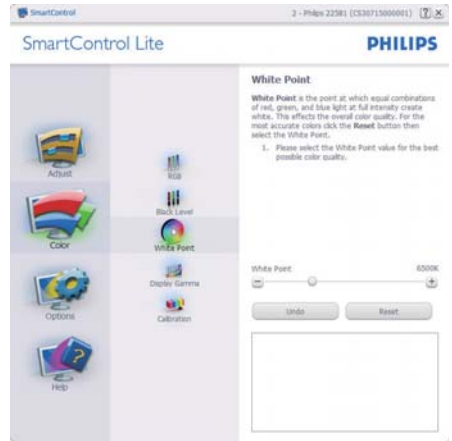 SmartControl
2 - Philips 225B1 (CS30715000001)
SmartControl Lite
PHILIPS
Adjust
Color
Options
Help
RGB
Black Level
White Point
Display Gamma
Calibration
White Point
White Point is the point at which equal combinations
of red, green, and blue light at full intensity create
white. This effects the overall color quality. For the
most accurate colors click the Reset button then
select the White Point.
1. Please select the White Point value for the best
possible color quality.
White Point 6500K
Undo Reset